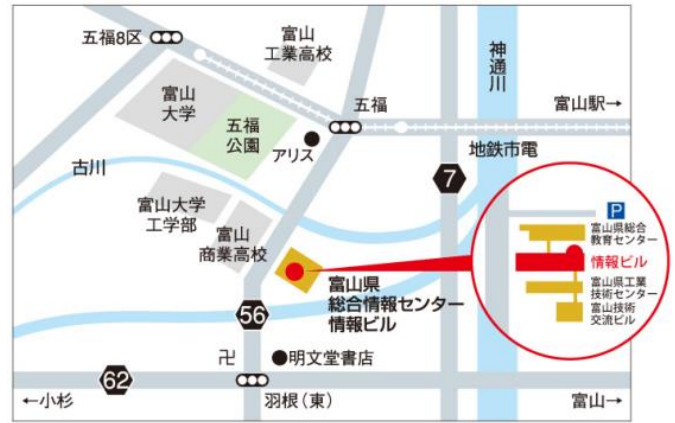 五福8区
富山
工業高校
神通川
富山
大学
五福
公園
五福
富山駅→
アリス
地鉄市電
古川
7
P
富山大学
工学部
富山
商業高校
富山県総合
教育センター
情報ビル
富山県工業
技術センター
富山技術
交流ビル
富山県
総合情報センター
情報ビル
56
卍
●明文堂書店
62
←小杉
羽根（東）
富山→